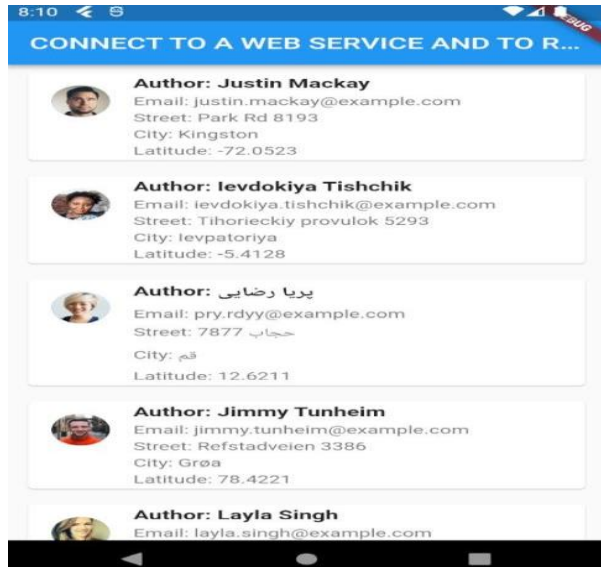 8:10
DEBUG
CONNECT TO A WEB SERVICE AND TO R...
Author: Justin Mackay
Email: justin.mackay@example.com
Street: Park Rd 8193
City: Kingston
Latitude: -72.0523
Author: Ievdokiya Tishchik
Email: ievdokiya.tishchik@example.com
Street: Tihorieckiy provulok 5293
City: Ievpatoriya
Latitude: -5.4128
Author: پریا رضایی
Email: pry.rdyy@example.com
Street: 7877 حجاب
City: قم
Latitude: 12.6211
Author: Jimmy Tunheim
Email: jimmy.tunheim@example.com
Street: Refstadveien 3386
City: Grøa
Latitude: 78.4221
Author: Layla Singh
Email: layla.singh@example.com